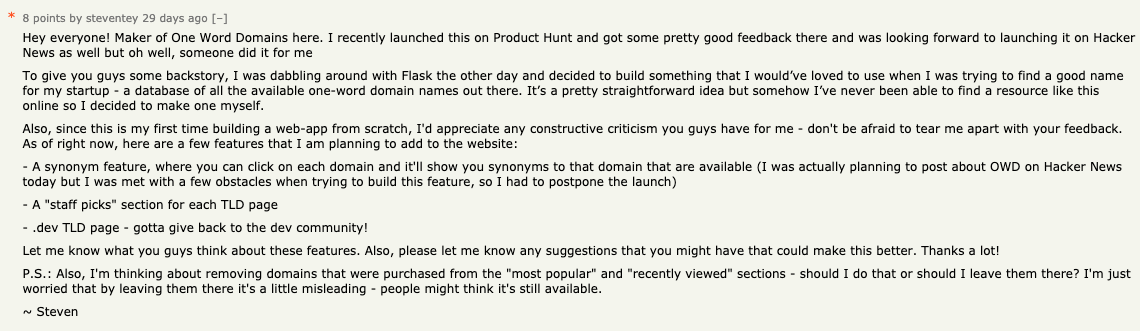 * 8 points by steventey 29 days ago [–]
Hey everyone! Maker of One Word Domains here. I recently launched this on Product Hunt and got some pretty good feedback there and was looking forward to launching it on Hacker
News as well but oh well, someone did it for me
To give you guys some backstory, I was dabbling around with Flask the other day and decided to build something that I would’ve loved to use when I was trying to find a good name
for my startup - a database of all the available one-word domain names out there. It’s a pretty straightforward idea but somehow I’ve never been able to find a resource like this
online so I decided to make one myself.
Also, since this is my first time building a web-app from scratch, I'd appreciate any constructive criticism you guys have for me - don't be afraid to tear me apart with your feedback.
As of right now, here are a few features that I am planning to add to the website:
- A synonym feature, where you can click on each domain and it'll show you synonyms to that domain that are available (I was actually planning to post about OWD on Hacker News
today but I was met with a few obstacles when trying to build this feature, so I had to postpone the launch)
- A "staff picks" section for each TLD page
- .dev TLD page - gotta give back to the dev community!
Let me know what you guys think about these features. Also, please let me know any suggestions that you might have that could make this better. Thanks a lot!
P.S.: Also, I'm thinking about removing domains that were purchased from the "most popular" and "recently viewed" sections - should I do that or should I leave them there? I'm just
worried that by leaving them there it's a little misleading - people might think it's still available.
~ Steven